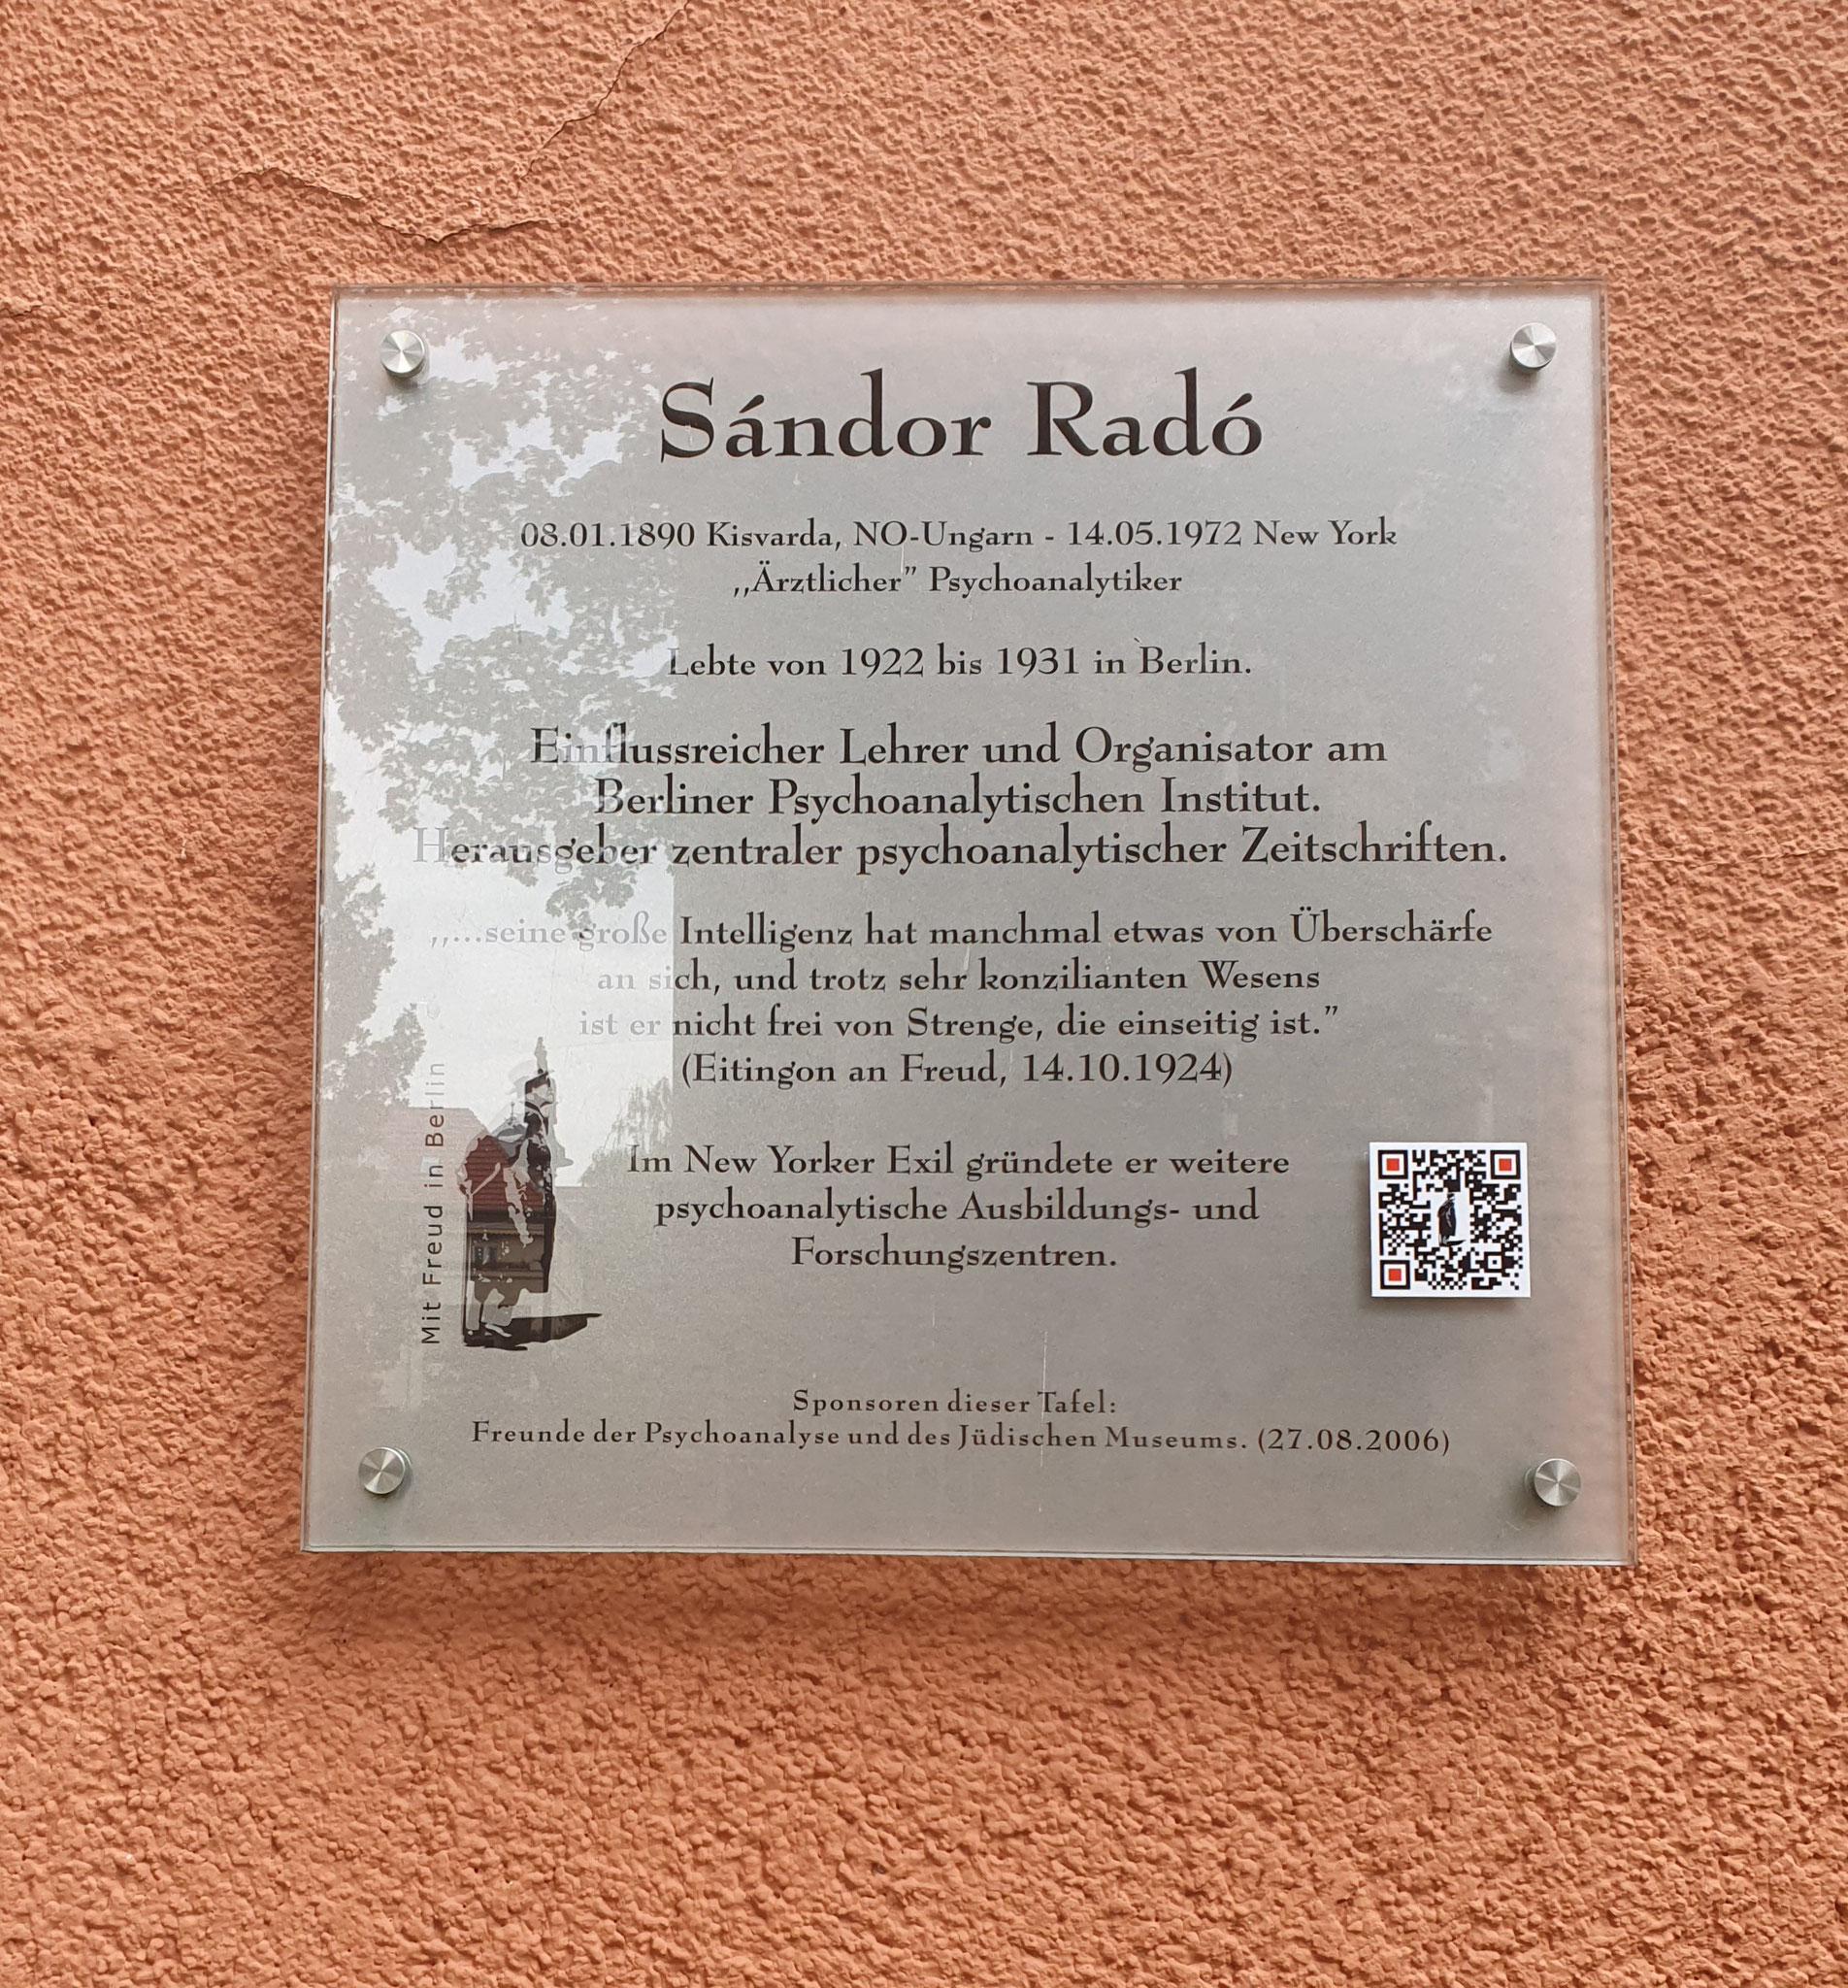 Sándor Radó
08.01.1890 Kisvarda, NO-Ungarn - 14.05.1972 New York
,,Ärztlicher” Psychoanalytiker
Lebte von 1922 bis 1931 in Berlin.
Einflussreicher Lehrer und Organisator am
Berliner Psychoanalytischen Institut.
Herausgeber zentraler psychoanalytischer Zeitschriften.
,,...seine große Intelligenz hat manchmal etwas von Überschärfe
an sich, und trotz sehr konzilianten Wesens
ist er nicht frei von Strenge, die einseitig ist.”
(Eitingon an Freud, 14.10.1924)
Im New Yorker Exil gründete er weitere
psychoanalytische Ausbildungs- und
Forschungszentren.
Mit Freud in Berlin
Sponsoren dieser Tafel:
Freunde der Psychoanalyse und des Jüdischen Museums. (27.08.2006)